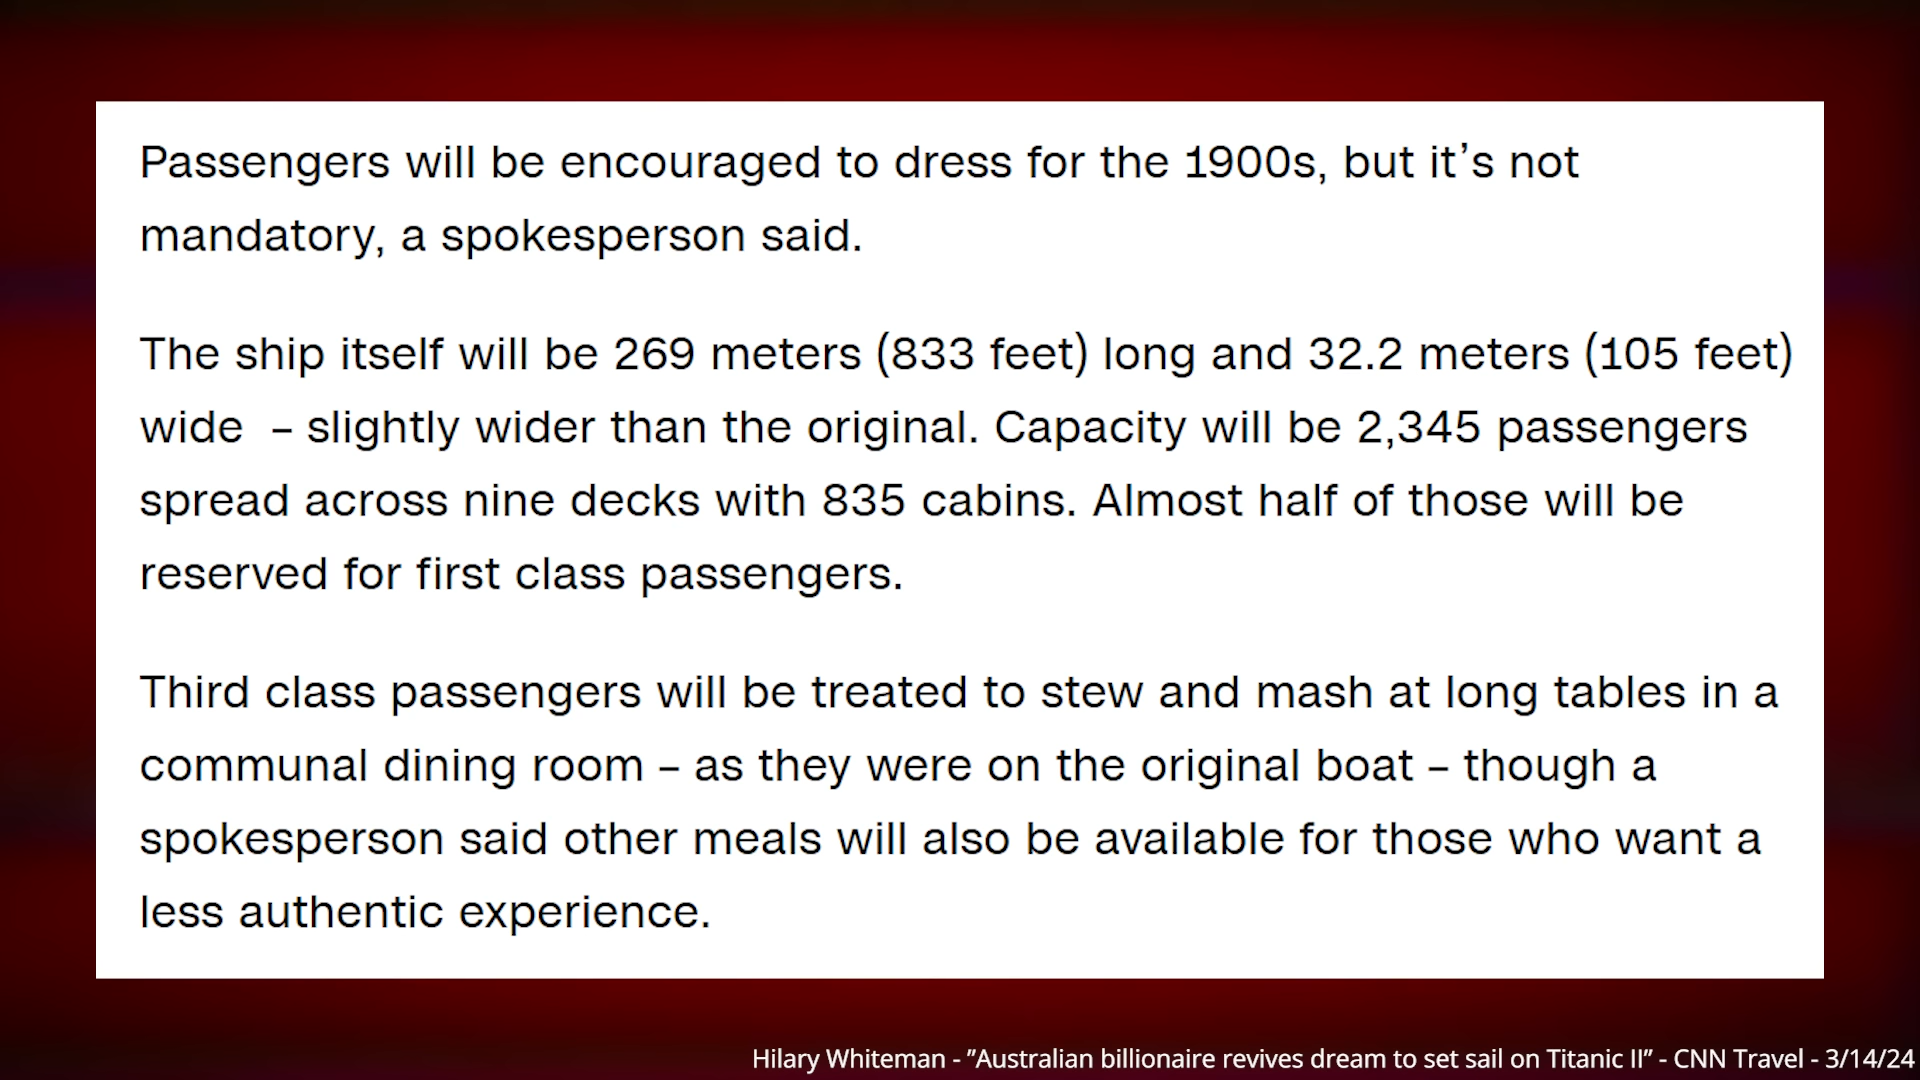 Passengers will be encouraged to dress for the 1900s, but it’s not
mandatory, a spokesperson said.
The ship itself will be 269 meters (833 feet) long and 32.2 meters (105 feet)
wide  – slightly wider than the original. Capacity will be 2,345 passengers
spread across nine decks with 835 cabins. Almost half of those will be
reserved for first class passengers.
Third class passengers will be treated to stew and mash at long tables in a
communal dining room – as they were on the original boat – though a
spokesperson said other meals will also be available for those who want a
less authentic experience.
Hilary Whiteman - ”Australian billionaire revives dream to set sail on Titanic II” - CNN Travel - 3/14/24